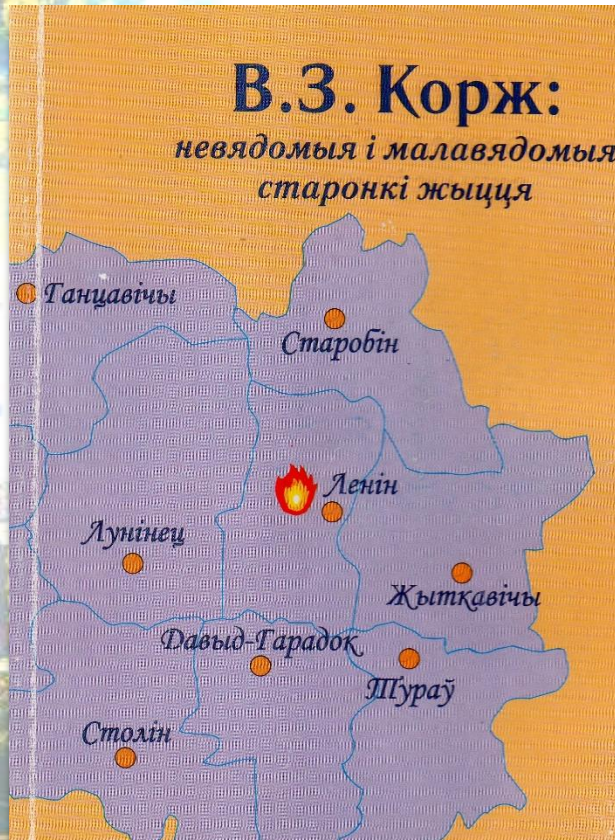 В.З. Корж:
невядомыя і малавядомыя
старонкі жыцця
Ганцавічы
Старобін
Ленін
Лунінец
Жыткавічы
Давыд-Гарадок
Тураў
Столін